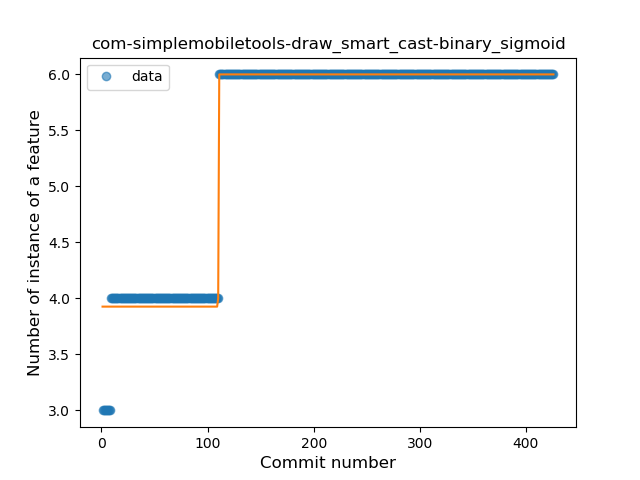 com-simplemobiletools-draw_smart_cast-binary_sigmoid
data
6.0
5.5
5.0
4.5
4.0
3.5
3.0
Number of instance of a feature
0 100 200 300 400
Commit number